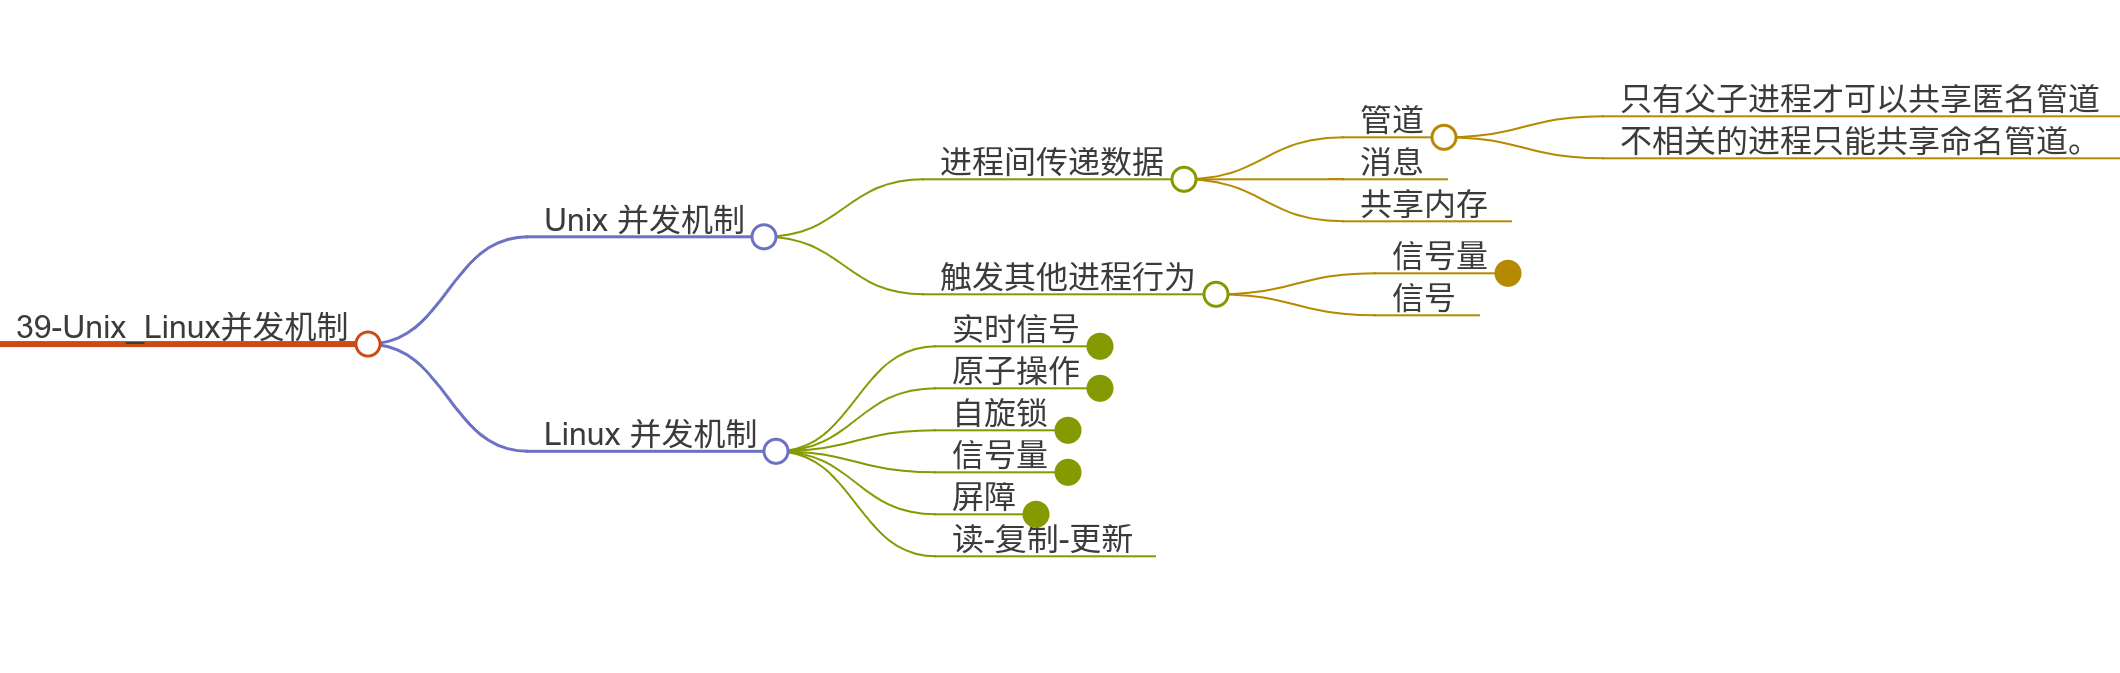 39-Unix_Linux并发机制
Unix 并发机制
进程间传递数据
管道
只有父子进程才可以共享匿名管道
不相关的进程只能共享命名管道。
消息
共享内存
触发其他进程行为
信号量
信号
Linux 并发机制
实时信号
原子操作
自旋锁
信号量
屏障
读-复制-更新